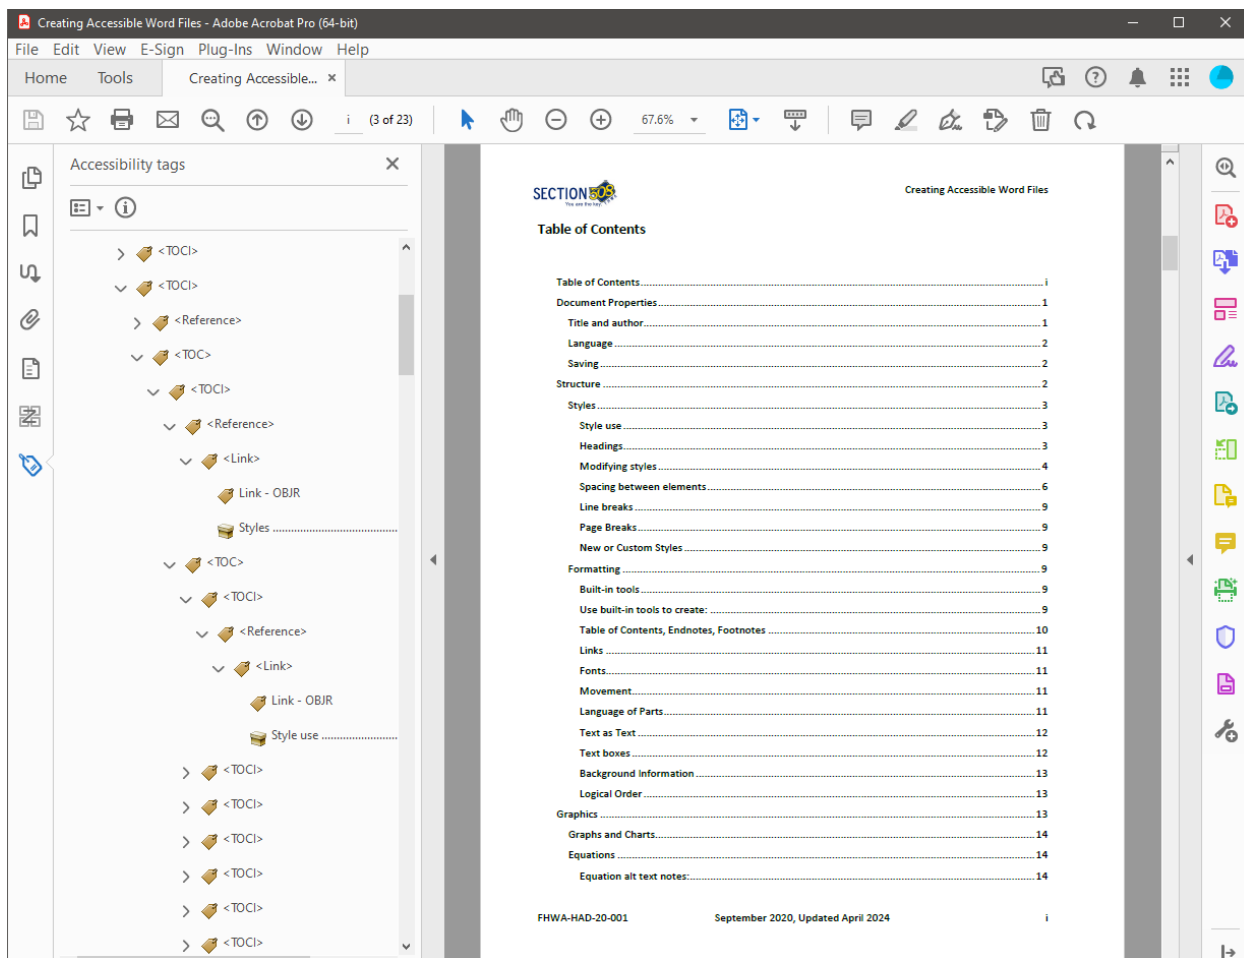 Creating Accessible Word Files - Adobe Acrobat Pro (64-bit)
File Edit View E-Sign Plug-Ins Window Help
Home Tools Creating Accessible... ×
i (3 of 23) 67.6%
Accessibility tags
<TOCI>
<TOCI>
<Reference>
<TOC>
<TOCI>
<Reference>
<Link>
Link - OBJR
Styles ......................................
<TOC>
<TOCI>
<Reference>
<Link>
Link - OBJR
Style use .......................
<TOCI>
<TOCI>
<TOCI>
<TOCI>
<TOCI>
<TOCI>
SECTION 508
You are the key
Creating Accessible Word Files
Table of Contents
Table of Contents.......... i
Document Properties.......... 1
Title and author.......... 1
Language.......... 2
Saving.......... 2
Structure.......... 2
Styles.......... 3
Style use.......... 3
Headings.......... 3
Modifying styles.......... 4
Spacing between elements.......... 6
Line breaks.......... 9
Page Breaks.......... 9
New or Custom Styles.......... 9
Formatting.......... 9
Built-in tools.......... 9
Use built-in tools to create: .......... 9
Table of Contents, Endnotes, Footnotes .......... 10
Links.......... 11
Fonts.......... 11
Movement.......... 11
Language of Parts.......... 11
Text as Text.......... 12
Text boxes.......... 12
Background Information.......... 13
Logical Order.......... 13
Graphics.......... 13
Graphs and Charts.......... 14
Equations.......... 14
Equation alt text notes:.......... 14
FHWA-HAD-20-001 September 2020, Updated April 2024 i